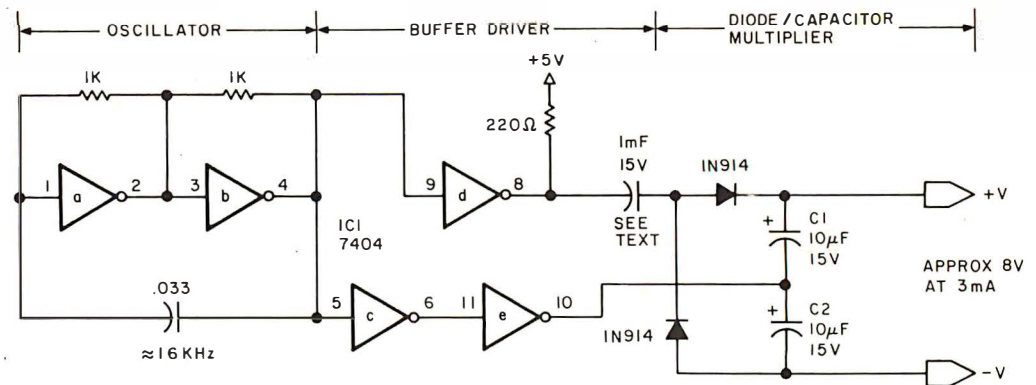 OSCILLATOR
BUFFER DRIVER
DIODE/CAPACITOR
MULTIPLIER
+5V
1K
1K
220Ω
1mF
15V
1N914
1
a
2
3
b
4
9
d
8
+V
IC1
7404
SEE
TEXT
+
C1
10µF
15V
APPROX 8V
AT 3mA
.033
5
c
6
11
e
10
+
C2
10µF
15V
≈16KHz
1N914
-V